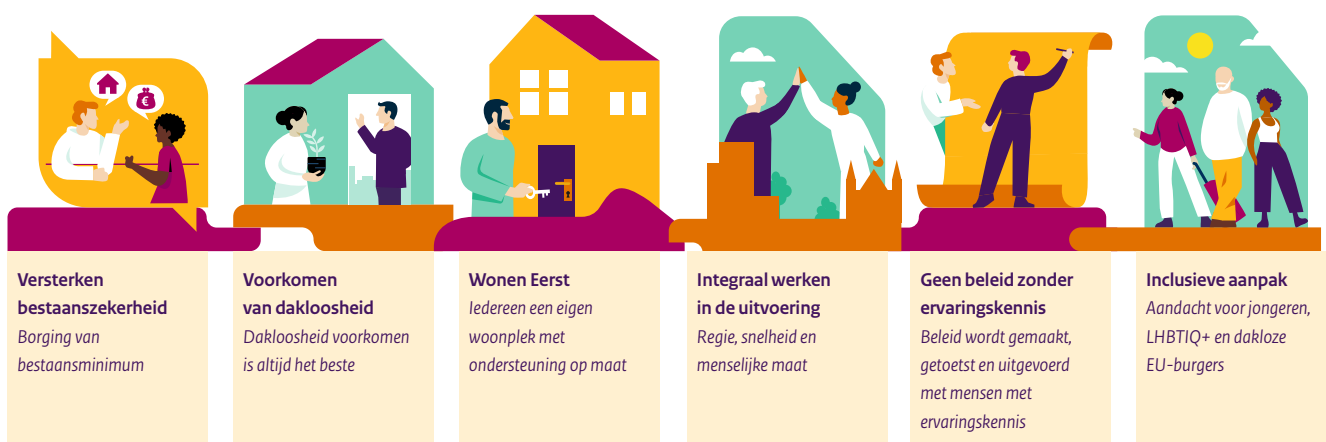 €
Versterken
bestaanszekerheid
Borging van
bestaansminimum
Voorkomen
van dakloosheid
Dakloosheid voorkomen
is altijd het beste
Wonen Eerst
Iedereen een eigen
woonplek met
ondersteuning op maat
Integraal werken
in de uitvoering
Regie, snelheid en
menselijke maat
Geen beleid zonder
ervaringskennis
Beleid wordt gemaakt,
getoetst en uitgevoerd
met mensen met
ervaringskennis
Inclusieve aanpak
Aandacht voor jongeren,
LHBTIQ+ en dakloze
EU-burgers